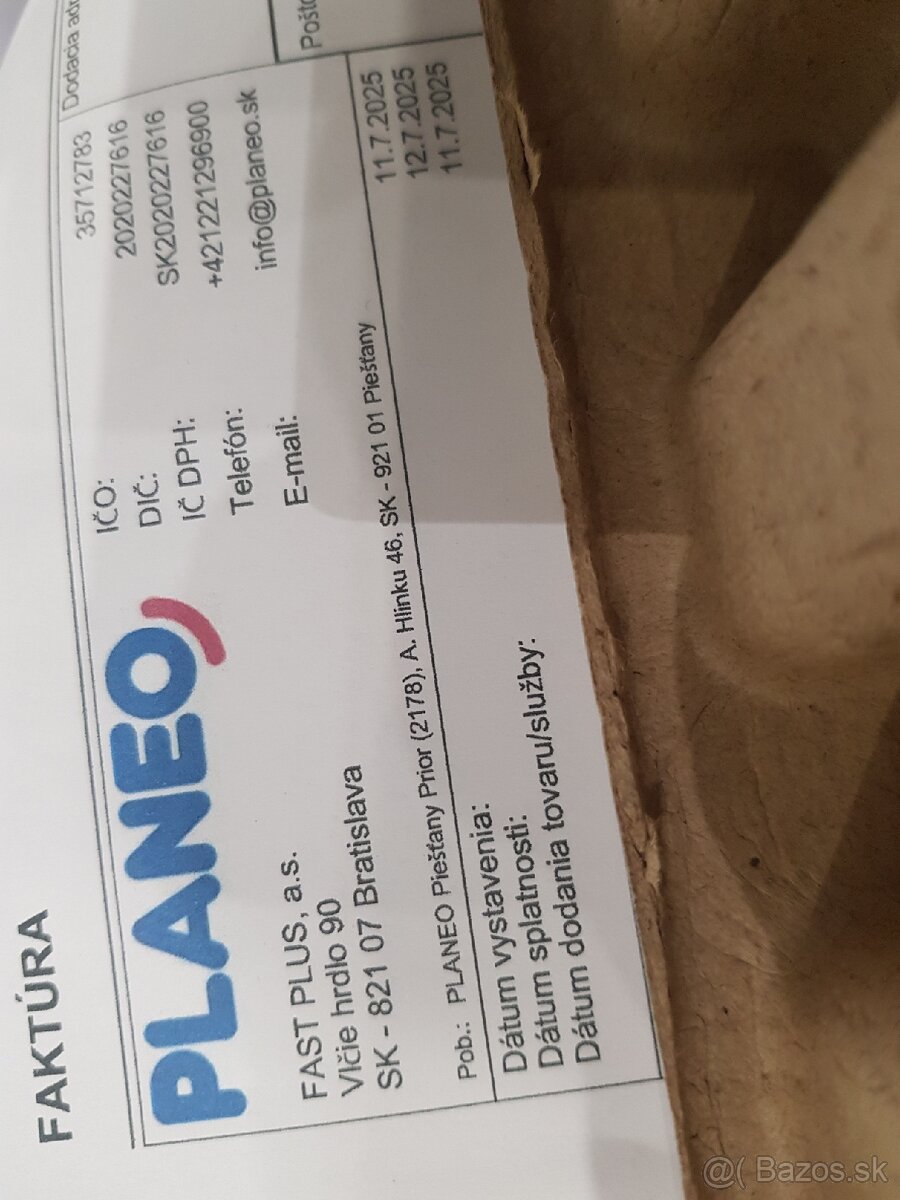 FAKTÚRA
PLANEO
FAST PLUS, a.s.
Vlčie hrdlo 90
SK - 821 07 Bratislava
IČO: 35712783
DIČ: 2020227616
IČ DPH: SK2020227616
Telefón: +421221296900
E-mail: info@planeo.sk
Pob.: PLANEO Piešťany Prior (2178), A. Hlinku 46, SK - 921 01 Piešťany
Dátum vystavenia: 11.7.2025
Dátum splatnosti: 12.7.2025
Dátum dodania tovaru/služby: 11.7.2025
Dodacia
@( Bazos.sk